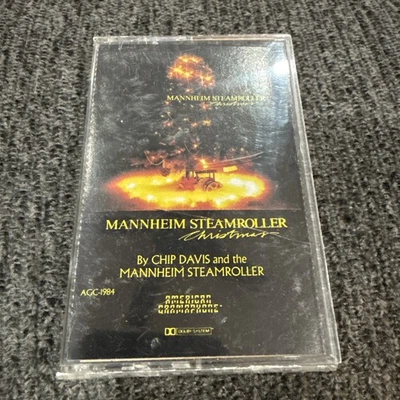 MANNHEIM STEAMROLLER
Christmas
MANNHEIM STEAMROLLER
Christmas
By CHIP DAVIS and the
MANNHEIM STEAMROLLER
AGC-1984
AMERICAN
GRAMAPHONE
DOLBY SYSTEM